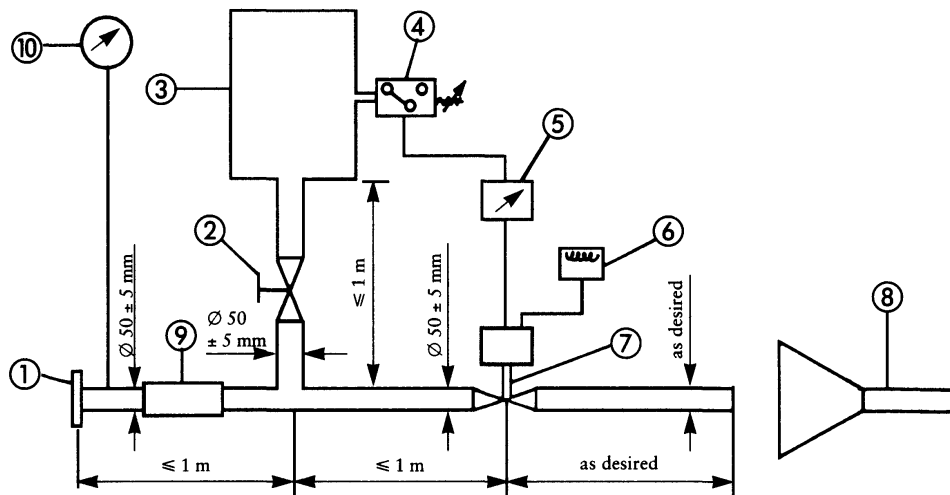 10
4
3
5
2
6
≤ 1 m
Ø 50 ± 5 mm
9
Ø 50
± 5 mm
Ø 50 ± 5 mm
7
as desired
8
1
≤ 1 m
≤ 1 m
as desired